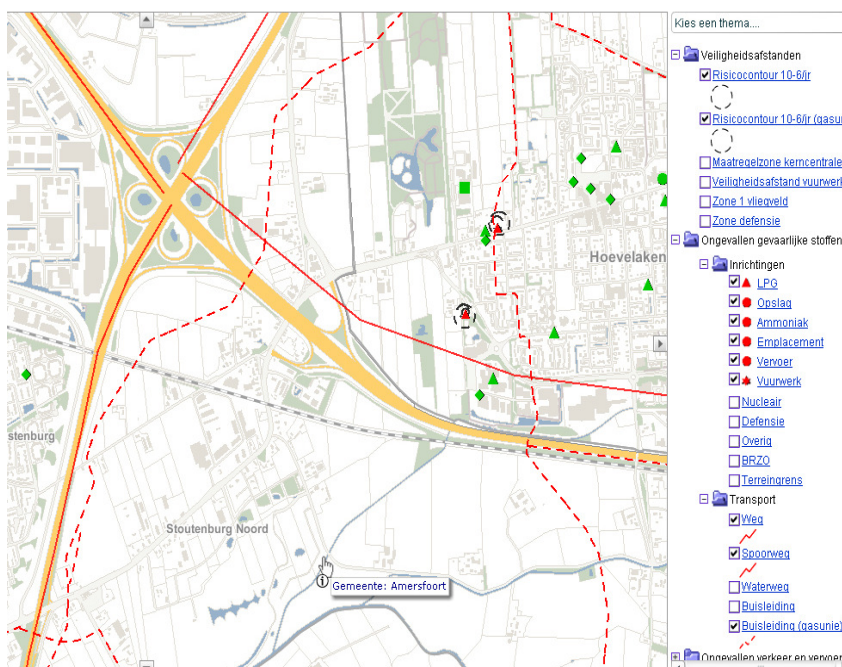 Kies een thema....
Veiligheidsafstanden
Risicocontour 10-6/jr
Risicocontour 10-6/jr (gasuni
Maatregelzone kerncentrale
Veiligheidsafstand vuurwerk
Zone 1 vliegveld
Zone defensie
Ongevallen gevaarlijke stoffen
Inrichtingen
LPG
Opslag
Ammoniak
Emplacement
Vervoer
Vuurwerk
Nucleair
Defensie
Overig
BRZO
Terreingrens
Transport
Weg
Spoorweg
Waterweg
Buisleiding
Buisleiding (gasunie)
Ongevallen verkeer en vervoer
Hoevelaken
stenburg
Stoutenburg Noord
Gemeente: Amersfoort